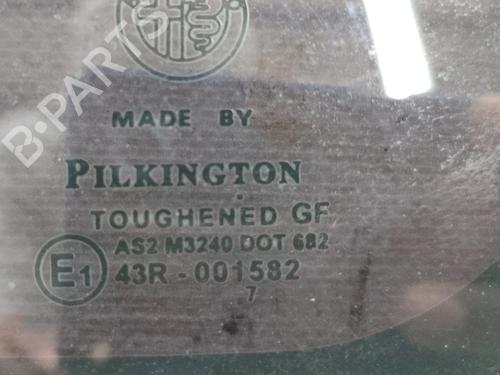 B-PARTS
MADE BY
PILKINGTON
TOUGHENED GF
AS2 M3240 DOT 682
E1 43R-001582
7